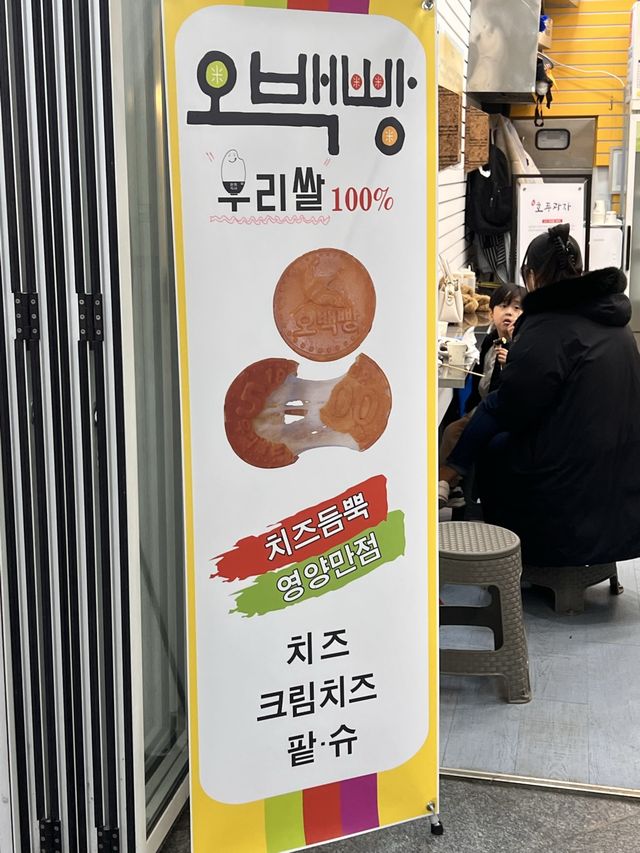 오백빵
우리쌀 100%
오백빵
500
치즈듬뿍
영양만점
치즈
크림치즈
팥·슈
호두과자